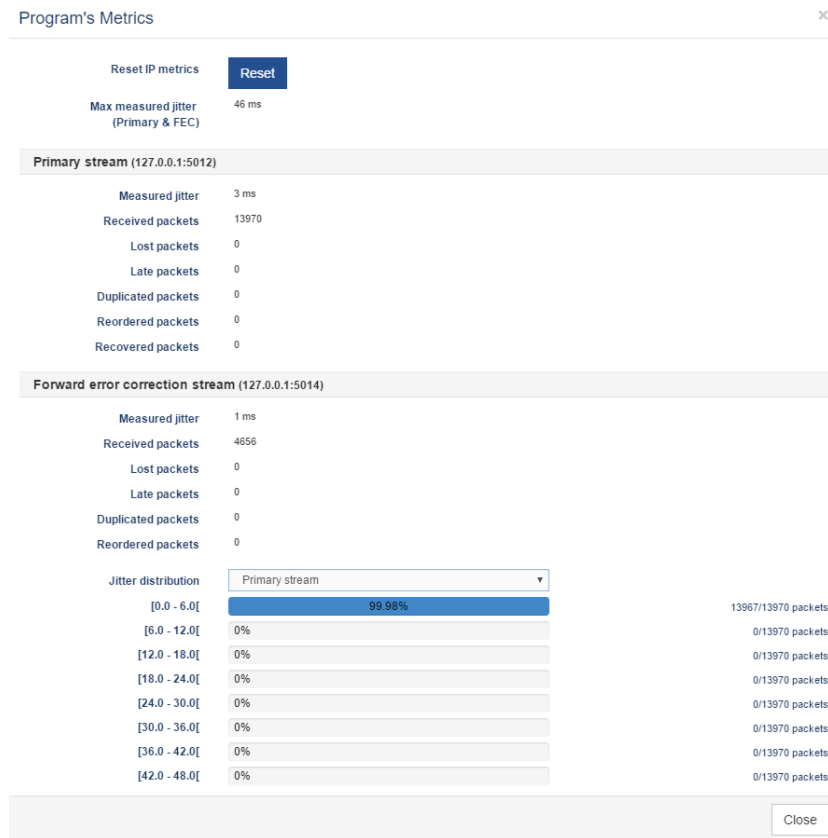 Program's Metrics ×
Reset IP metrics Reset
Max measured jitter 46 ms
(Primary & FEC)
Primary stream (127.0.0.1:5012)
Measured jitter 3 ms
Received packets 13970
Lost packets 0
Late packets 0
Duplicated packets 0
Reordered packets 0
Recovered packets 0
Forward error correction stream (127.0.0.1:5014)
Measured jitter 1 ms
Received packets 4656
Lost packets 0
Late packets 0
Duplicated packets 0
Reordered packets 0
Jitter distribution Primary stream ▼
[0.0 - 6.0[ 99.98% 13967/13970 packets
[6.0 - 12.0[ 0% 0/13970 packets
[12.0 - 18.0[ 0% 0/13970 packets
[18.0 - 24.0[ 0% 0/13970 packets
[24.0 - 30.0[ 0% 0/13970 packets
[30.0 - 36.0[ 0% 0/13970 packets
[36.0 - 42.0[ 0% 0/13970 packets
[42.0 - 48.0[ 0% 0/13970 packets
Close